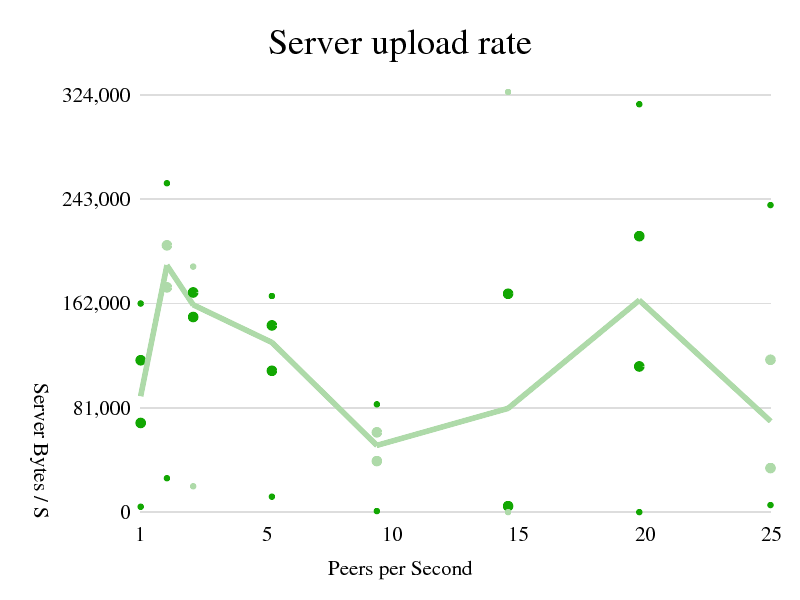 Server upload rate
324,000
243,000
162,000
81,000
0
Server Bytes / S
1 5 10 15 20 25
Peers per Second